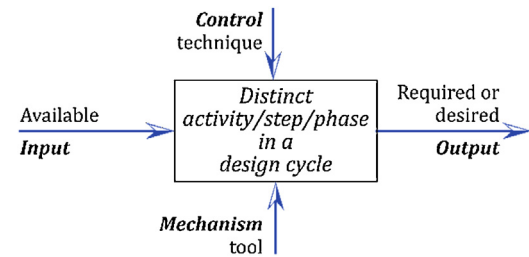 Control
technique
Distinct
activity/step/phase
in a
design cycle
Available
Input
Required or
desired
Output
Mechanism
tool